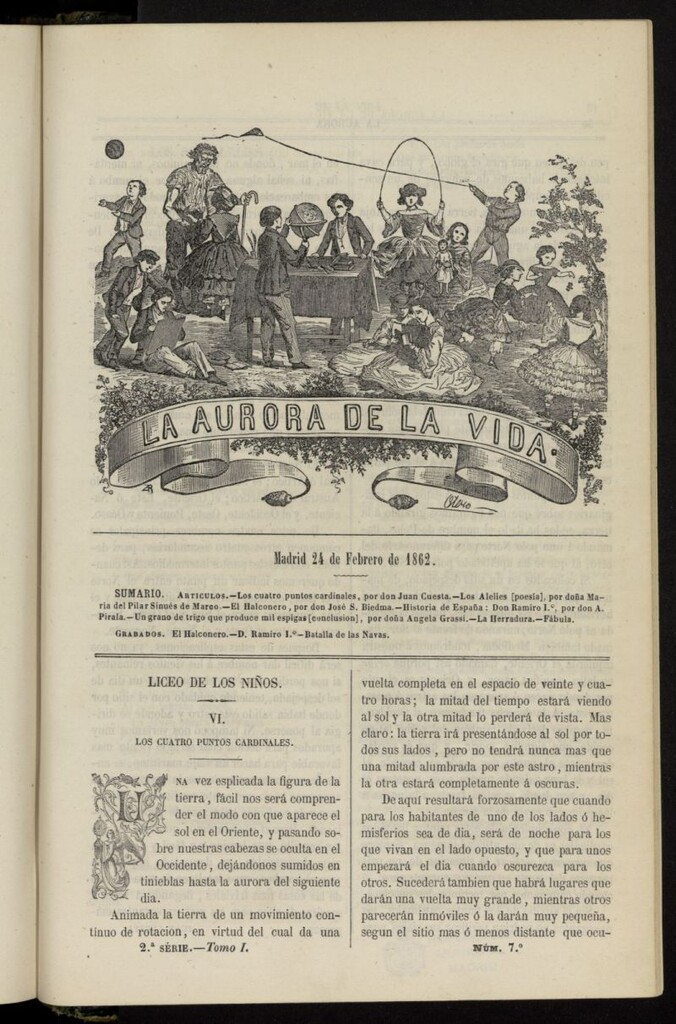 LA AURORA DE LA VIDA.
Madrid 24 de Febrero de 1862.
SUMARIO. ARTICULOS.—Los cuatro puntos cardinales, por don Juan Cuesta.—Los Alelíes [poesía], por doña Ma-
ría del Pilar Sinués de Marco.—El Halconero, por don José S. Biedma.—Historia de España: Don Ramiro I.º, por don A.
Pirala.—Un grano de trigo que produce mil espigas [conclusion], por doña Angela Grassi.—La Herradura.—Fábula.
GRABADOS. El Halconero.—D. Ramiro I.º—Batalla de las Navas.
LICEO DE LOS NIÑOS.
VI.
LOS CUATRO PUNTOS CARDINALES.
UNA vez esplicada la figura de la
tierra, fácil nos será compren-
der el modo con que aparece el
sol en el Oriente, y pasando so-
bre nuestras cabezas se oculta en el
Occidente, dejándonos sumidos en
tinieblas hasta la aurora del siguiente
dia.
Animada la tierra de un movimiento con-
tínuo de rotacion, en virtud del cual da una
2.ª SÉRIE.—Tomo I.
vuelta completa en el espacio de veinte y cua-
tro horas; la mitad del tiempo estará viendo
al sol y la otra mitad lo perderá de vista. Mas
claro: la tierra irá presentándose al sol por to-
dos sus lados, pero no tendrá nunca mas que
una mitad alumbrada por este astro, mientras
la otra estará completamente á oscuras.
De aquí resultará forzosamente que cuando
para los habitantes de uno de los lados ó he-
misferios sea de dia, será de noche para los
que vivan en el lado opuesto, y que para unos
empezará el dia cuando oscurezca para los
otros. Sucederá tambien que habrá lugares que
darán una vuelta muy grande, mientras otros
parecerán inmóviles ó la darán muy pequeña,
segun el sitio mas ó menos distante que ocu-
NÚM. 7.º